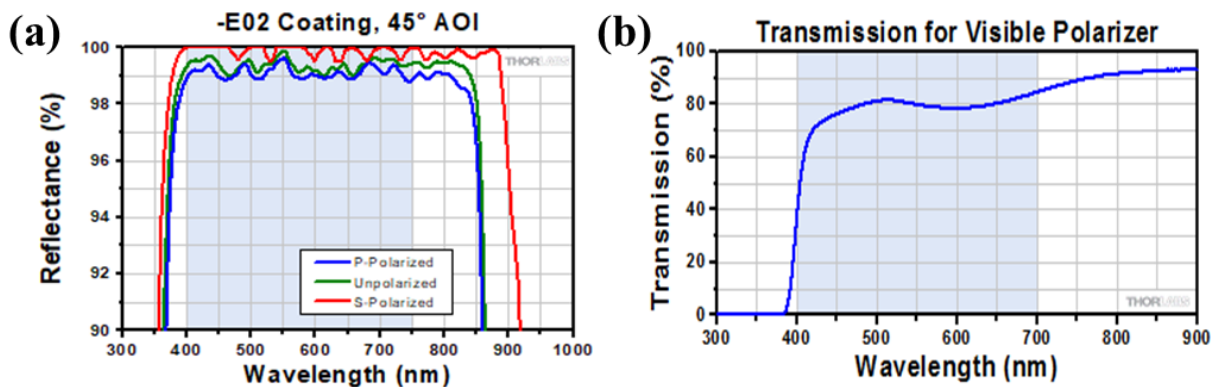 (a)
-E02 Coating, 45° AOI
Reflectance (%)
100
98
96
94
92
90
THORLABS
P-Polarized
Unpolarized
S-Polarized
300 400 500 600 700 800 900 1000
Wavelength (nm)
(b)
Transmission for Visible Polarizer
Transmission (%)
100
80
60
40
20
0
THORLABS
300 400 500 600 700 800 900
Wavelength (nm)